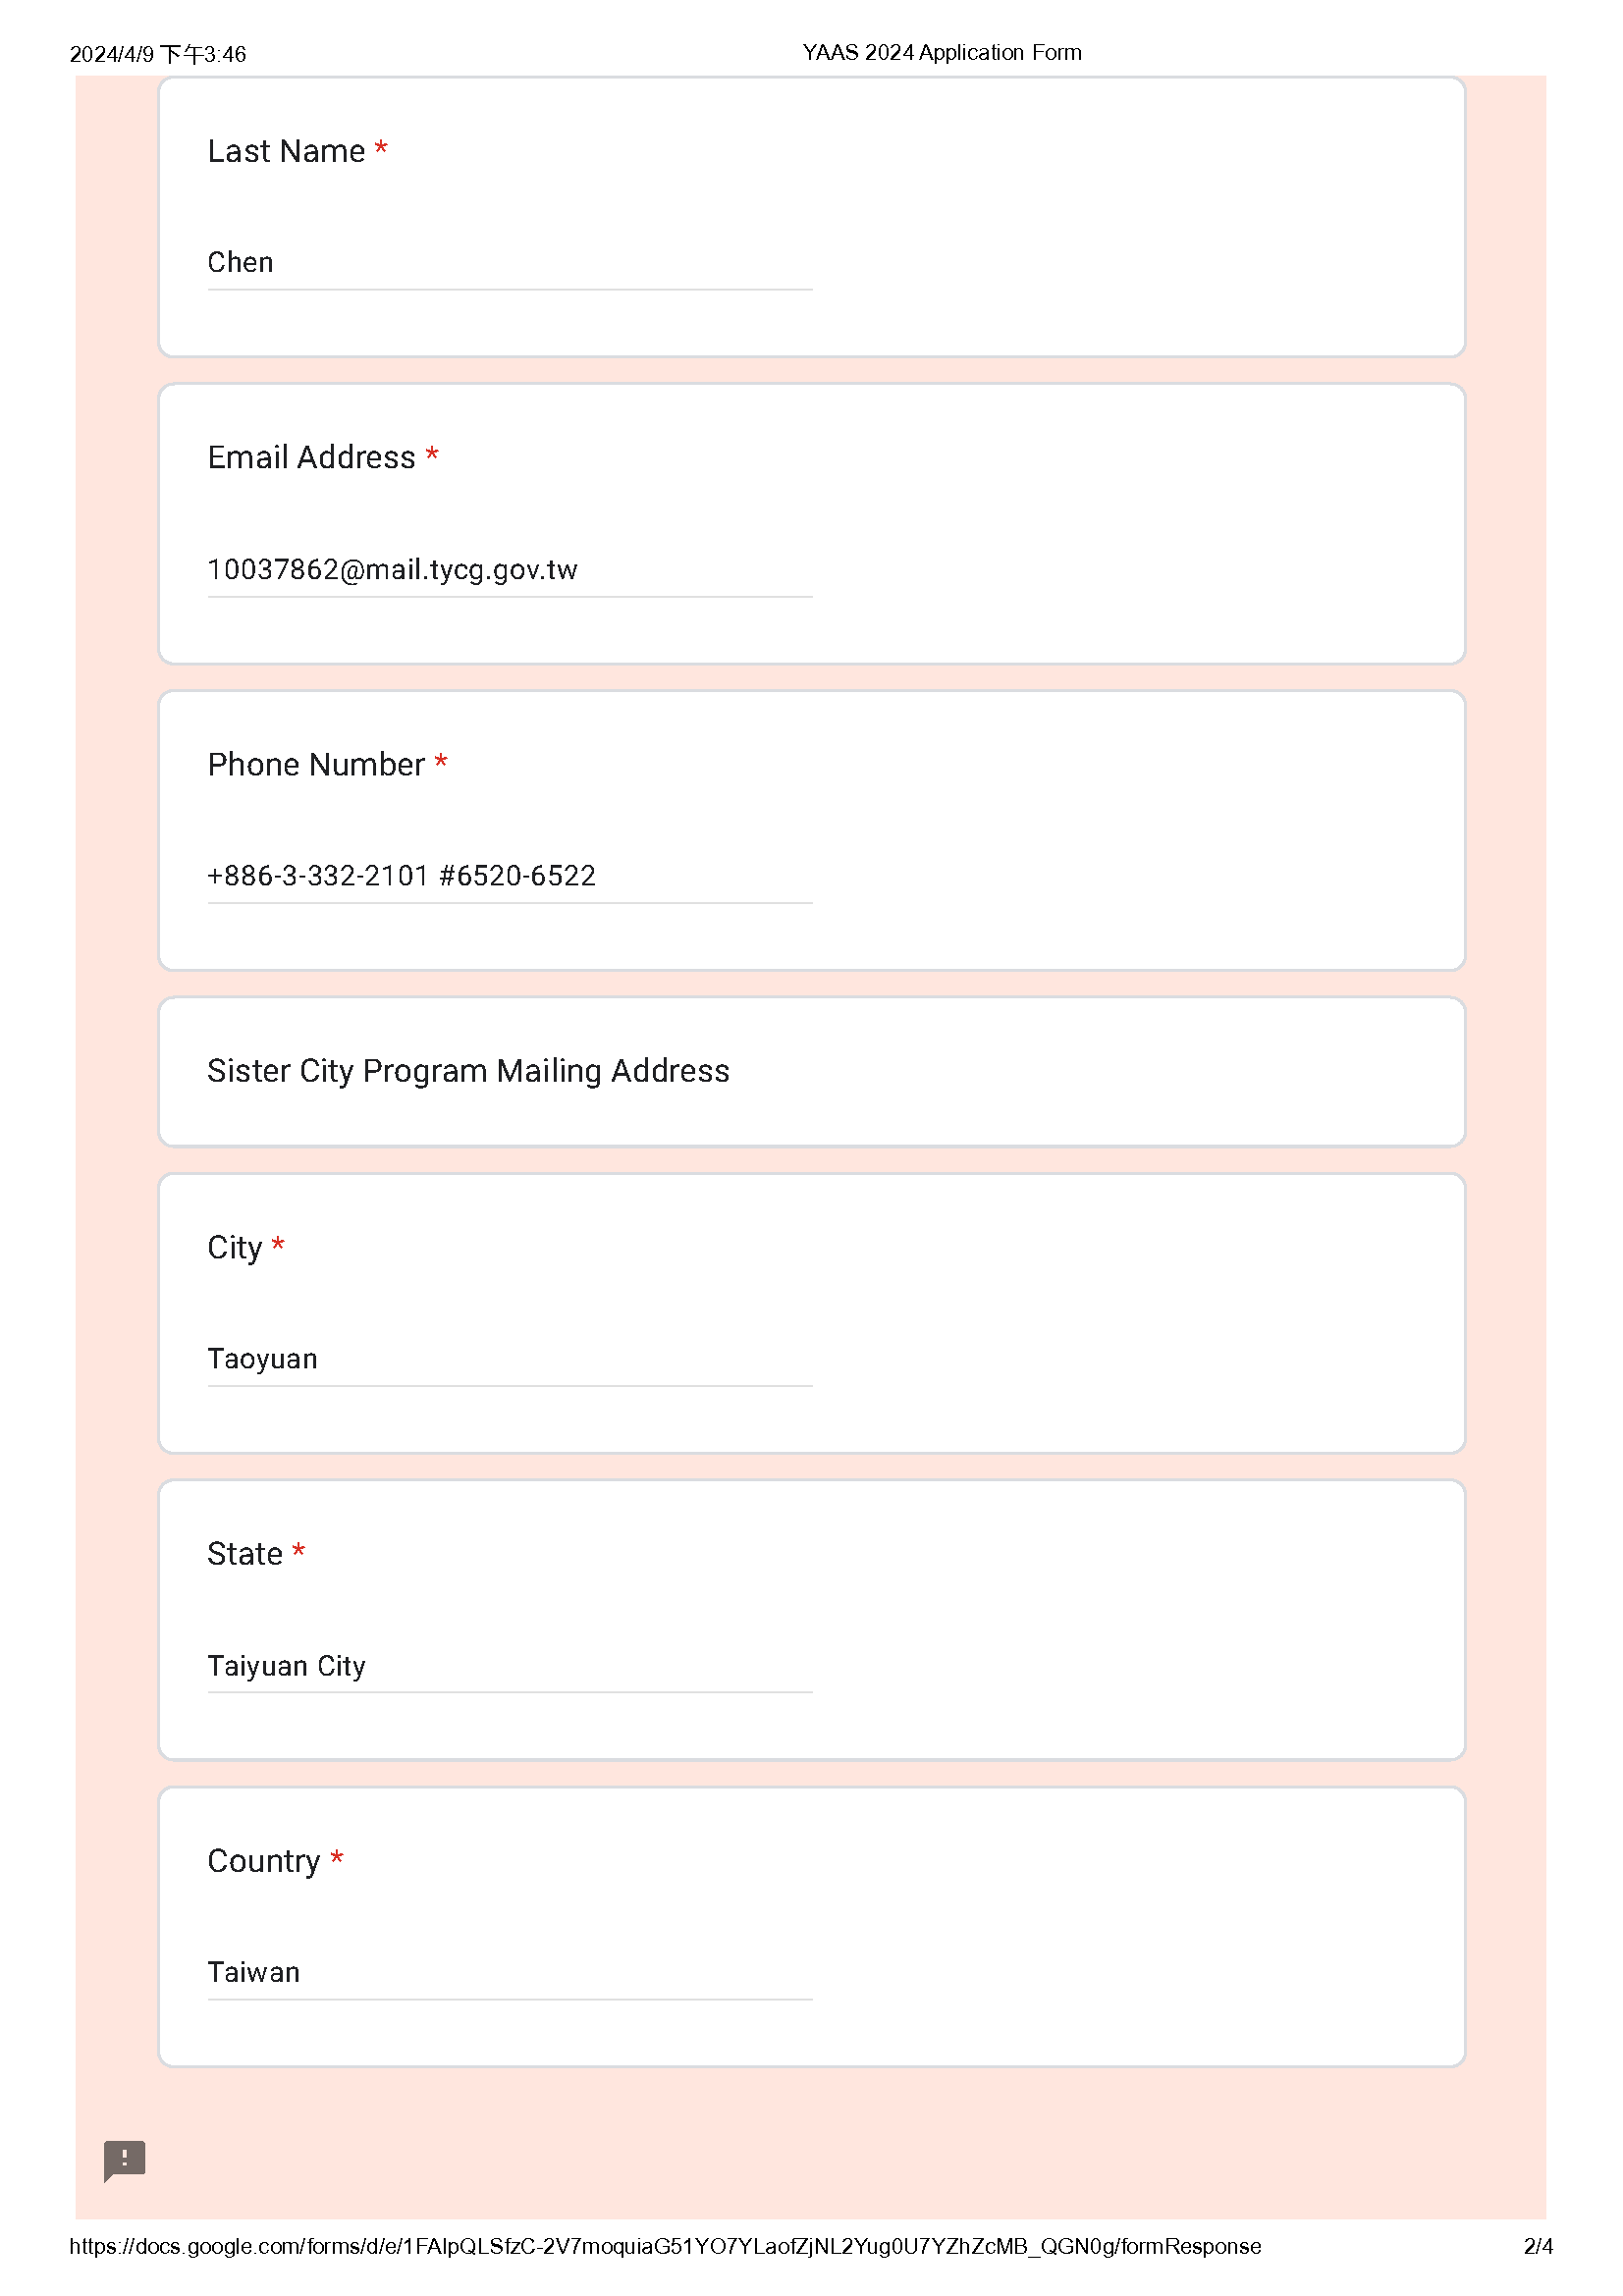 2024/4/9 下午3:46
YAAS 2024 Application Form
Last Name *
Chen
Email Address *
10037862@mail.tycg.gov.tw
Phone Number *
+886-3-332-2101 #6520-6522
Sister City Program Mailing Address
City *
Taoyuan
State *
Taiyuan City
Country *
Taiwan
https://docs.google.com/forms/d/e/1FAIpQLSfzC-2V7moquiaG51YO7YLaofZjNL2Yug0U7YZhZcMB_QGN0g/formResponse
2/4